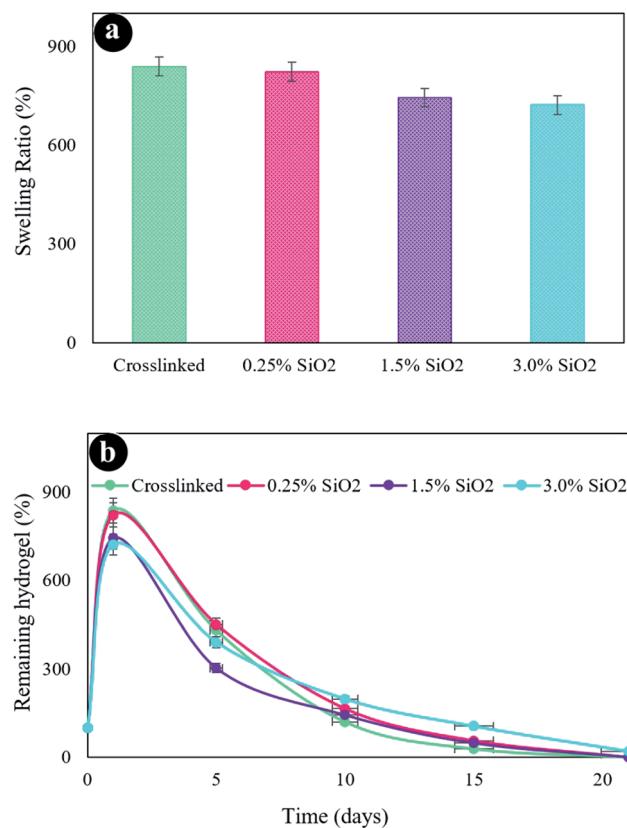 a
900
600
300
0
Swelling Ratio (%)
Crosslinked 0.25% SiO2 1.5% SiO2 3.0% SiO2
b
Crosslinked 0.25% SiO2 1.5% SiO2 3.0% SiO2
900
600
300
0
Remaining hydrogel (%)
0 5 10 15 20
Time (days)